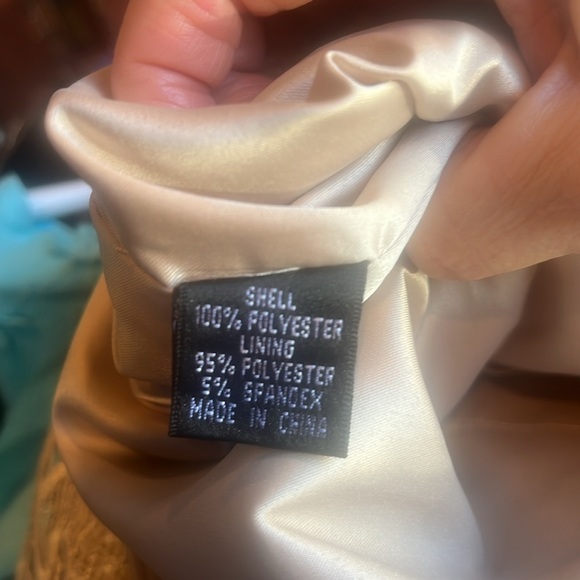 SHELL
100% POLYESTER
LINING
95% POLYESTER
5% SPANDEX
MADE IN CHINA